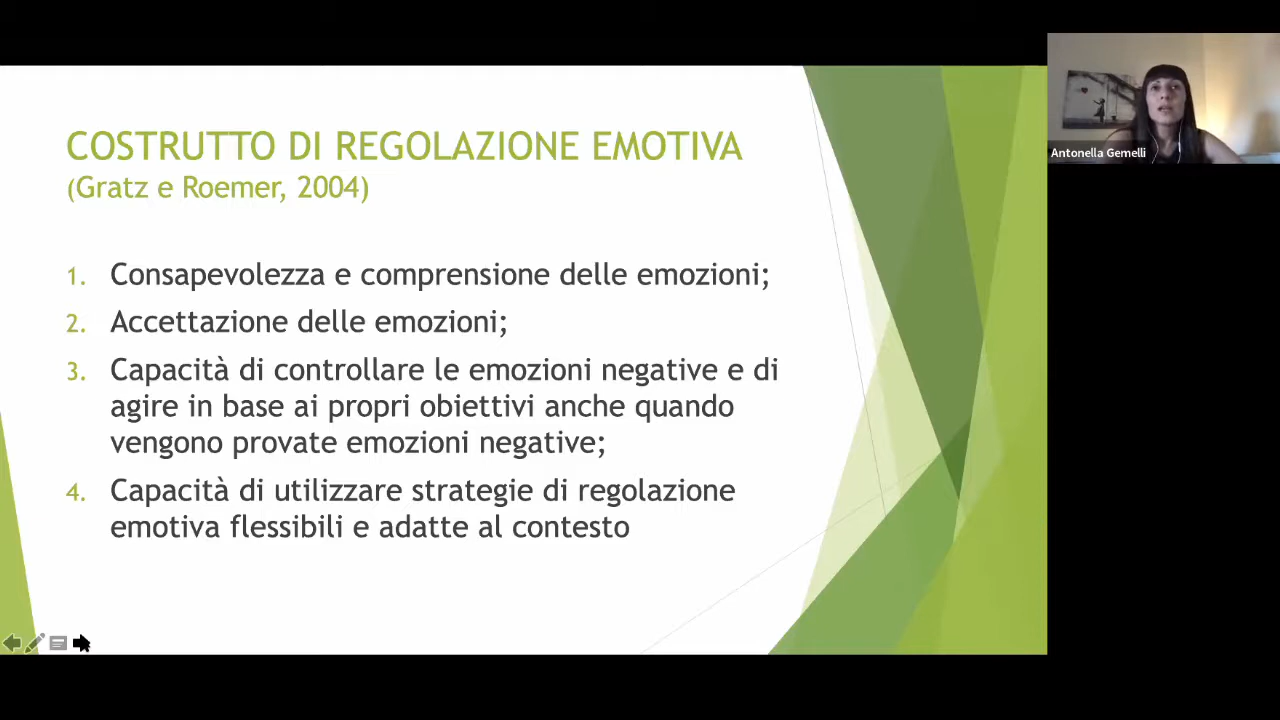 COSTRUTTO DI REGOLAZIONE EMOTIVA
(Gratz e Roemer, 2004)
1. Consapevolezza e comprensione delle emozioni;
2. Accettazione delle emozioni;
3. Capacità di controllare le emozioni negative e di
agire in base ai propri obiettivi anche quando
vengono provate emozioni negative;
4. Capacità di utilizzare strategie di regolazione
emotiva flessibili e adatte al contesto
Antonella Gemelli